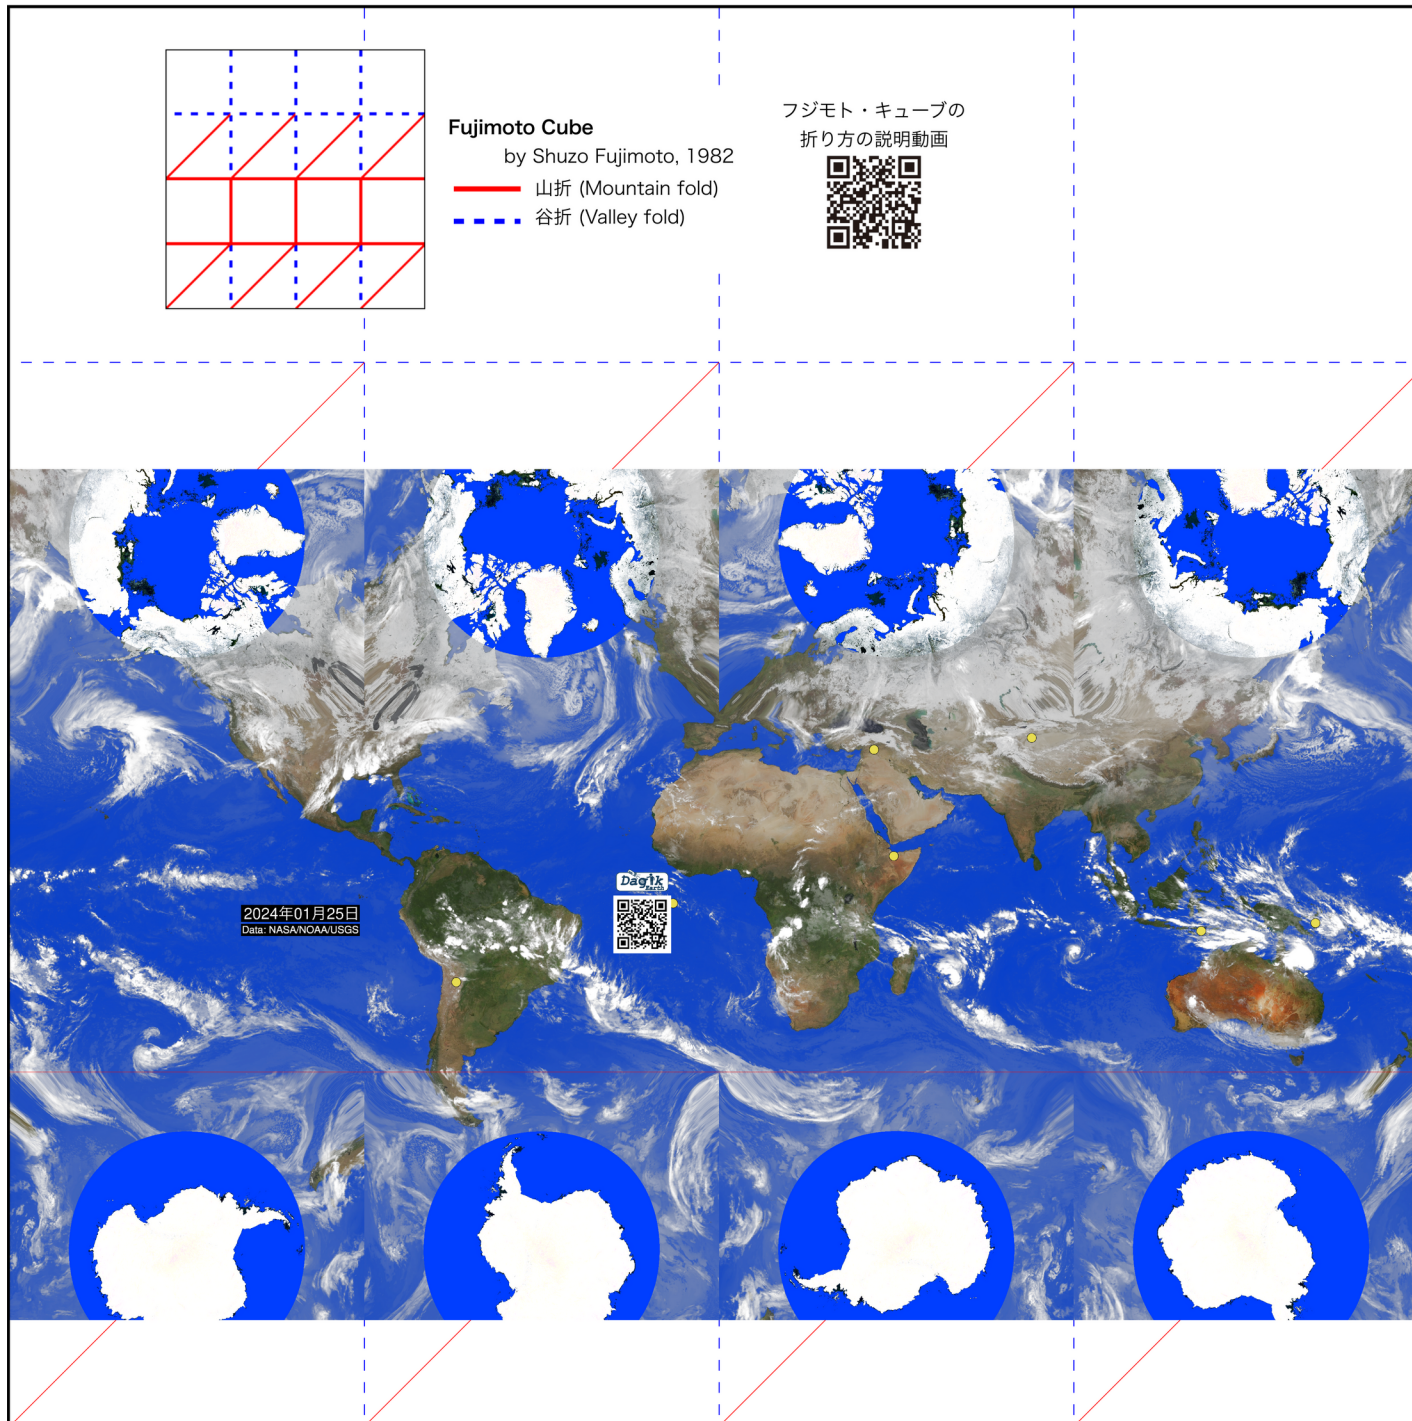 Fujimoto Cube
by Shuzo Fujimoto, 1982
山折 (Mountain fold)
谷折 (Valley fold)
フジモト・キューブの
折り方の説明動画
Dagik
Earth
2024年01月25日
Data: NASA/NOAA/USGS